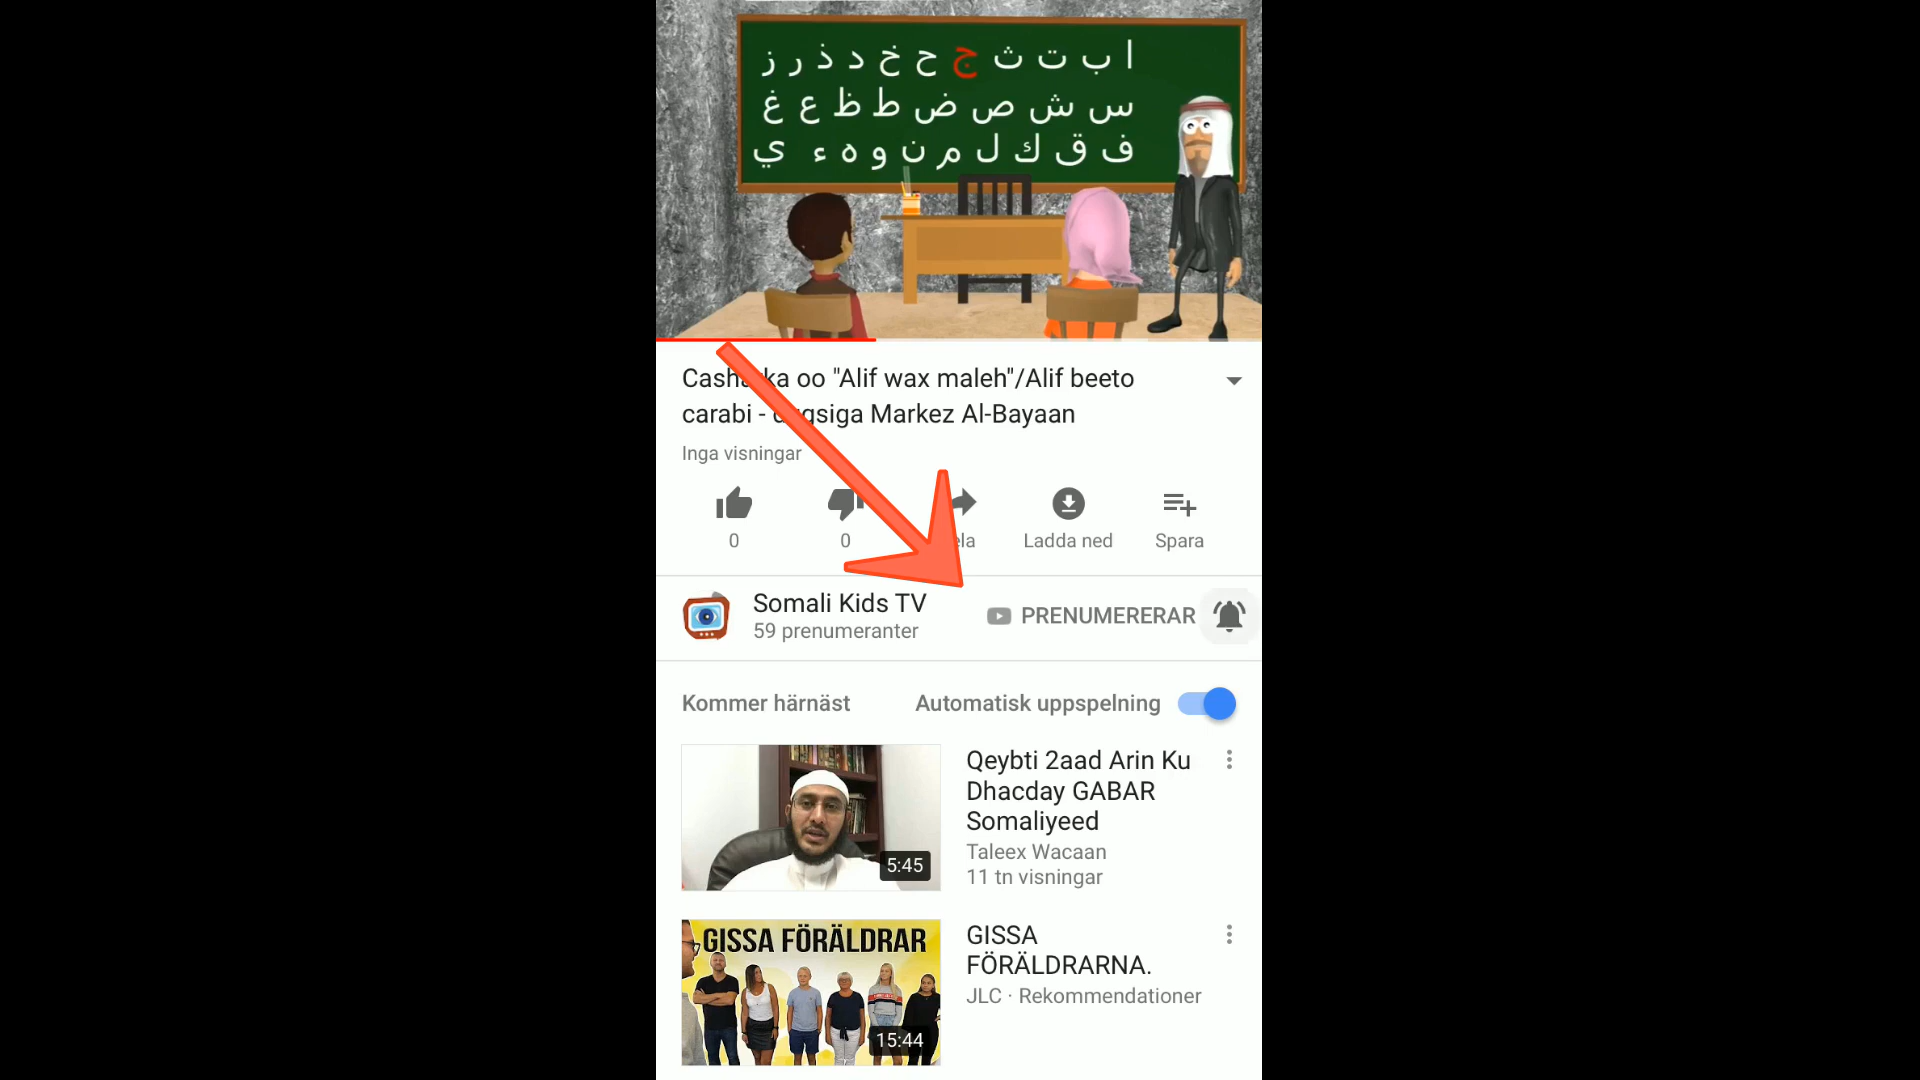 ا ب ت ث ج ح خ د ذ ر ز
س ش ص ض ط ظ ع غ
ف ق ك ل م ن و ه ء ي
oo "Alif wax maleh"/Alif beeto
carabi - Markez Al-Bayaan
Inga visningar
0
0
Ladda ned
Spara
Somali Kids TV
59 prenumeranter
PRENUMERERAR
Kommer härnäst
Automatisk uppspelning
Qeybti 2aad Arin Ku
Dhacday GABAR
Somaliyeed
Taleex Wacaan
11 tn visningar
5:45
GISSA FÖRÄLDRAR
15:44
GISSA
FÖRÄLDRARNA.
JLC · Rekommendationer